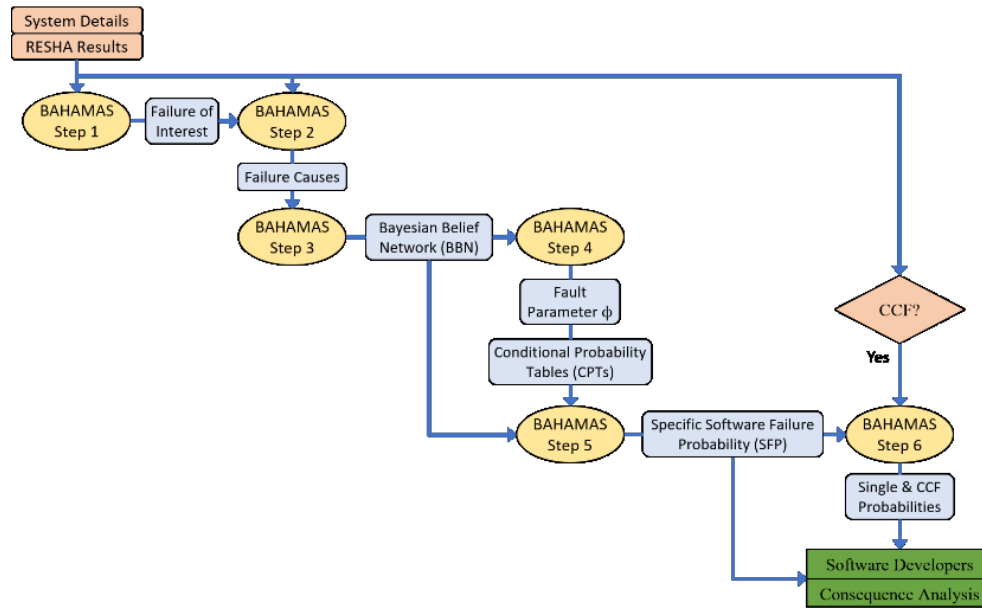 System Details
RESHA Results
BAHAMAS
Step 1
Failure of
Interest
BAHAMAS
Step 2
Failure Causes
BAHAMAS
Step 3
Bayesian Belief
Network (BBN)
BAHAMAS
Step 4
Fault
Parameter ϕ
CCF?
Yes
Conditional Probability
Tables (CPTs)
BAHAMAS
Step 5
Specific Software Failure
Probability (SFP)
BAHAMAS
Step 6
Single & CCF
Probabilities
Software Developers
Consequence Analysis